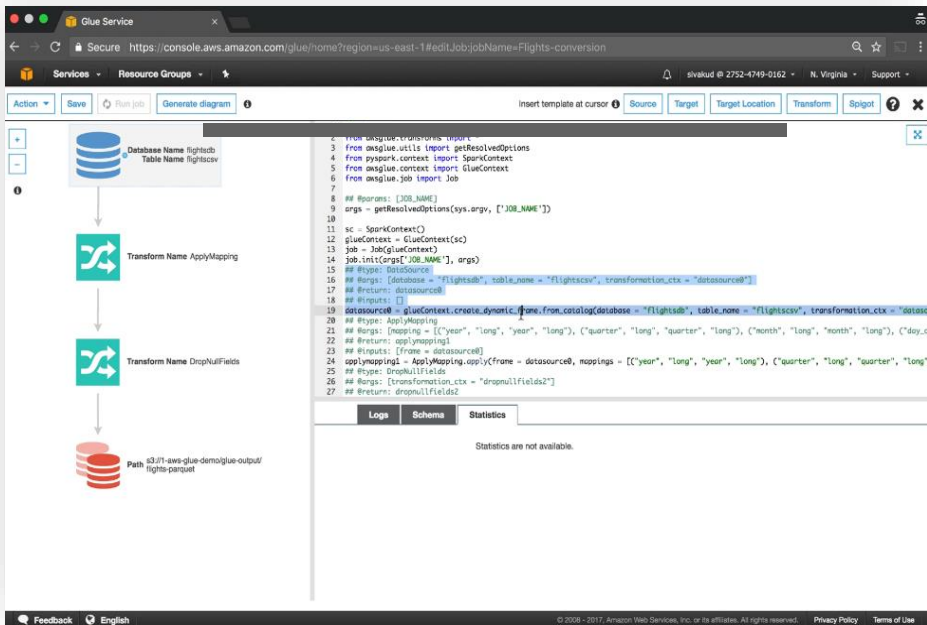 Glue Service
Secure https://console.aws.amazon.com/glue/home?region=us-east-1#editJob:jobName=Flights-conversion
Services Resource Groups sivakud @ 2752-4749-0162 N. Virginia Support
Action Save Run job Generate diagram Insert template at cursor Source Target Target Location Transform Spigot
Database Name flightsdb
Table Name flightscsv
Transform Name ApplyMapping
Transform Name DropNullFields
Path s3://1-aws-glue-demo/glue-output/
flights-parquet
2 from awsglue.transforms import *
3 from awsglue.utils import getResolvedOptions
4 from pyspark.context import SparkContext
5 from awsglue.context import GlueContext
6 from awsglue.job import Job
7
8 ## @params: [JOB_NAME]
9 args = getResolvedOptions(sys.argv, ['JOB_NAME'])
10
11 sc = SparkContext()
12 glueContext = GlueContext(sc)
13 job = Job(glueContext)
14 job.init(args['JOB_NAME'], args)
15 ## @type: DataSource
16 ## @args: [database = "flightsdb", table_name = "flightscsv", transformation_ctx = "datasource0"]
17 ## @return: datasource0
18 ## @inputs: []
19 datasource0 = glueContext.create_dynamic_frame.from_catalog(database = "flightsdb", table_name = "flightscsv", transformation_ctx = "datas
20 ## @type: ApplyMapping
21 ## @args: [mapping = [("year", "long", "year", "long"), ("quarter", "long", "quarter", "long"), ("month", "long", "month", "long"), ("day_
22 ## @return: applymapping1
23 ## @inputs: [frame = datasource0]
24 applymapping1 = ApplyMapping.apply(frame = datasource0, mappings = [("year", "long", "year", "long"), ("quarter", "long", "quarter", "long"
25 ## @type: DropNullFields
26 ## @args: [transformation_ctx = "dropnullfields2"]
27 ## @return: dropnullfields2
Logs Schema Statistics
Statistics are not available.
Feedback English © 2008 - 2017, Amazon Web Services, Inc. or its affiliates. All rights reserved. Privacy Policy Terms of Use